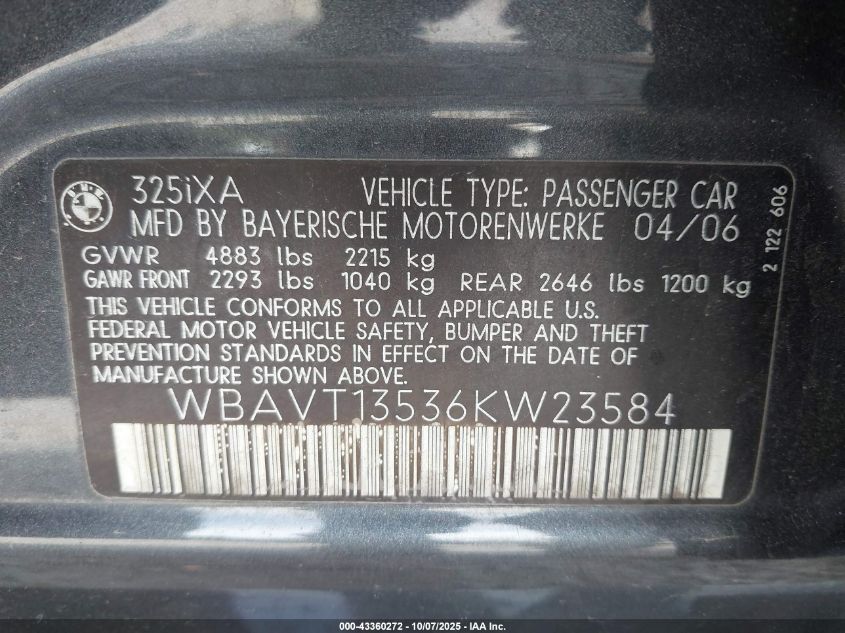 BMW
325iXA VEHICLE TYPE: PASSENGER CAR
MFD BY BAYERISCHE MOTORENWERKE 04/06
GVWR 4883 lbs 2215 kg
GAWR FRONT 2293 lbs 1040 kg REAR 2646 lbs 1200 kg
THIS VEHICLE CONFORMS TO ALL APPLICABLE U.S.
FEDERAL MOTOR VEHICLE SAFETY, BUMPER AND THEFT
PREVENTION STANDARDS IN EFFECT ON THE DATE OF
MANUFACTURE SHOWN ABOVE.
WBAVT13536KW23584
2 122 606
000-43360272 - 10/07/2025 - IAA Inc.